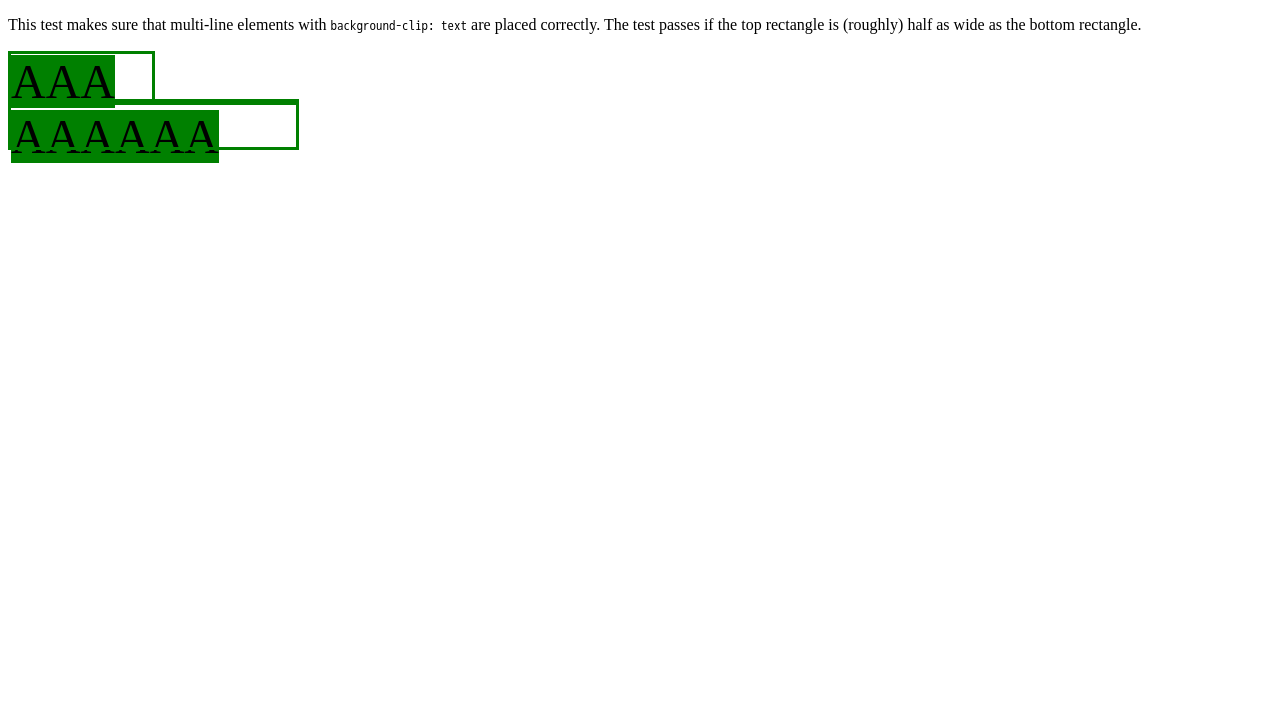 This test makes sure that multi-line elements with background-clip: text are placed correctly. The test passes if the top rectangle is (roughly) half as wide as the bottom rectangle.
AAA
AAAAAA